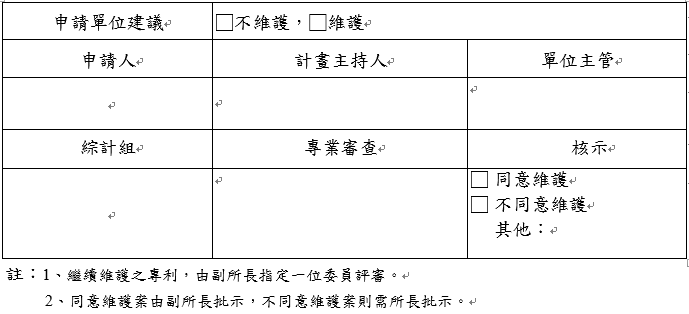 申請單位建議 □不維護，□維護
申請人 計畫主持人 單位主管
綜計組 專業審查 核示
□ 同意維護
□ 不同意維護
其他：
註：1、繼續維護之專利，由副所長指定一位委員評審。
2、同意維護案由副所長批示，不同意維護案則需所長批示。